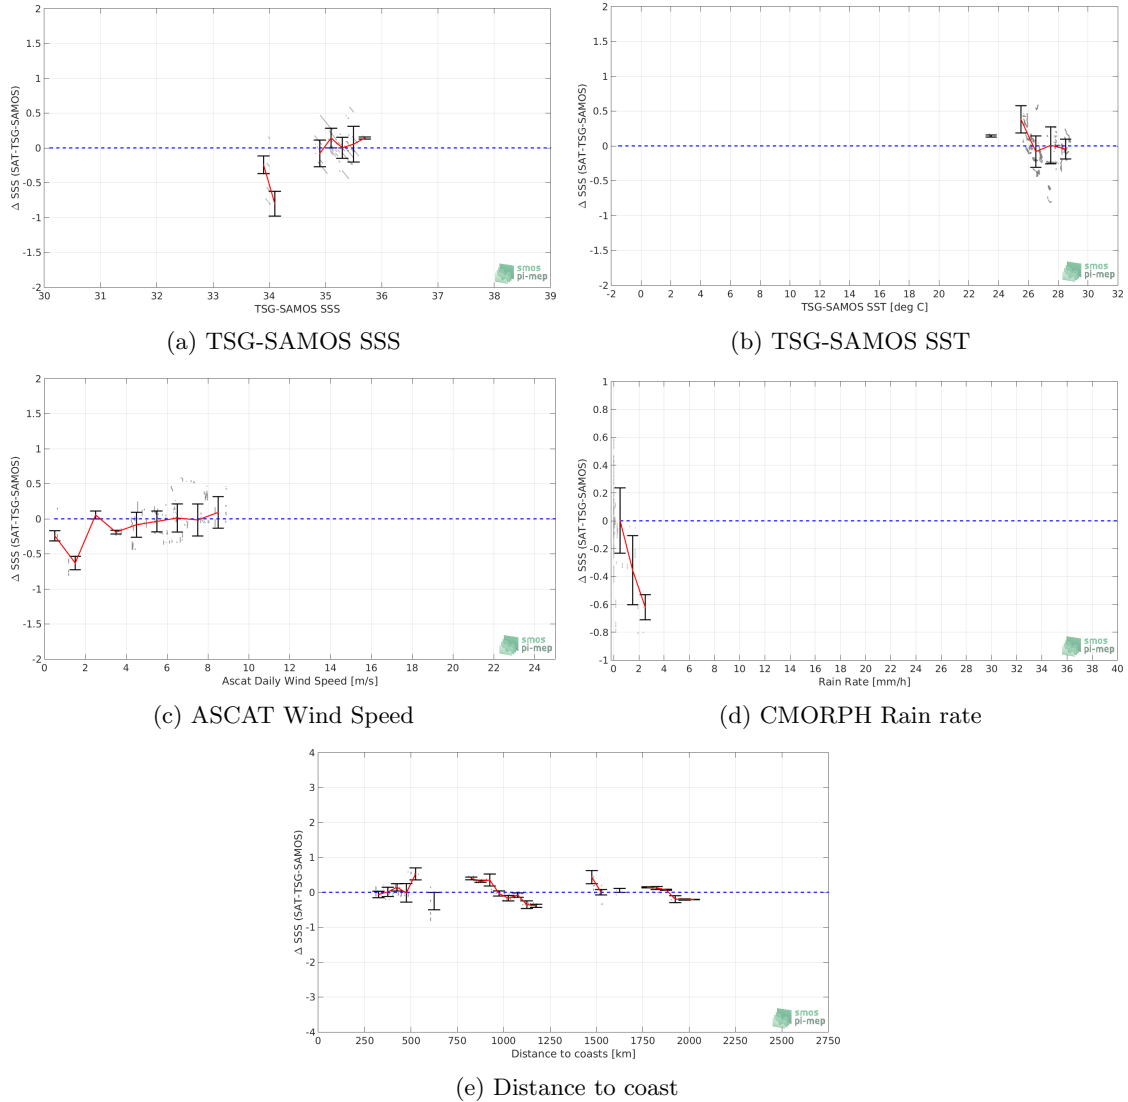 2
1.5
1
0.5
0
-0.5
-1
-1.5
-2
Δ SSS (SAT-TSG-SAMOS)
30 31 32 33 34 35 36 37 38 39
TSG-SAMOS SSS
smos
pi-mep
(a) TSG-SAMOS SSS
2
1.5
1
0.5
0
-0.5
-1
-1.5
-2
Δ SSS (SAT-TSG-SAMOS)
-2 0 2 4 6 8 10 12 14 16 18 20 22 24 26 28 30 32
TSG-SAMOS SST [deg C]
smos
pi-mep
(b) TSG-SAMOS SST
2
1.5
1
0.5
0
-0.5
-1
-1.5
-2
Δ SSS (SAT-TSG-SAMOS)
0 2 4 6 8 10 12 14 16 18 20 22 24
Ascat Daily Wind Speed [m/s]
smos
pi-mep
(c) ASCAT Wind Speed
1
0.8
0.6
0.4
0.2
0
-0.2
-0.4
-0.6
-0.8
-1
Δ SSS (SAT-TSG-SAMOS)
0 2 4 6 8 10 12 14 16 18 20 22 24 26 28 30 32 34 36 38 40
Rain Rate [mm/h]
smos
pi-mep
(d) CMORPH Rain rate
4
3
2
1
0
-1
-2
-3
-4
Δ SSS (SAT-TSG-SAMOS)
0 250 500 750 1000 1250 1500 1750 2000 2250 2500 2750
Distance to coasts [km]
smos
pi-mep
(e) Distance to coast